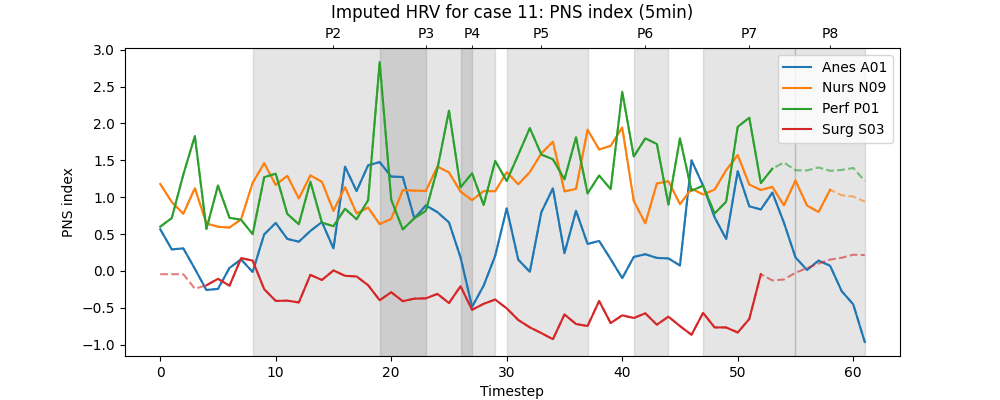 Imputed HRV for case 11: PNS index (5min)
P2 P3 P4 P5 P6 P7 P8
3.0
2.5
2.0
1.5
1.0
0.5
0.0
−0.5
−1.0
PNS index
Anes A01
Nurs N09
Perf P01
Surg S03
0 10 20 30 40 50 60
Timestep